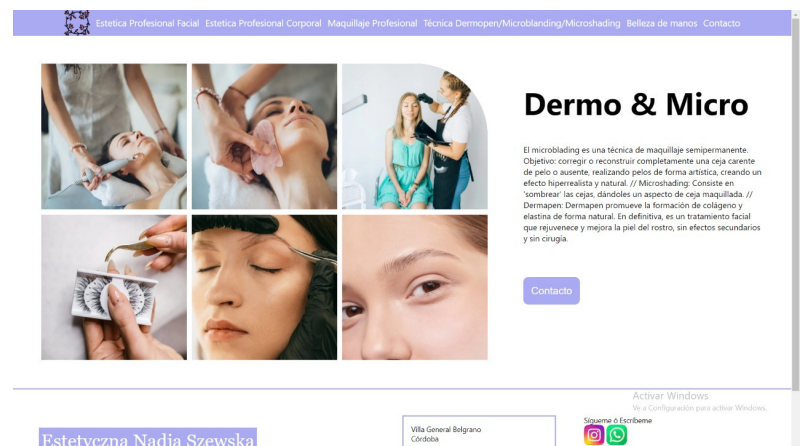 Estetica Profesional Facial Estetica Profesional Corporal Maquillaje Profesional Técnica Dermopen/Microblanding/Microshading Belleza de manos Contacto
Dermo & Micro
El microblading es una técnica de maquillaje semipermanente.
Objetivo: corregir o reconstruir completamente una ceja carente
de pelo o ausente, realizando pelos de forma artística, creando un
efecto hiperrealista y natural. // Microshading: Consiste en
'sombrear' las cejas, dándoles un aspecto de ceja maquillada. //
Dermapen: Dermapen promueve la formación de colágeno y
elastina de forma natural. En definitiva, es un tratamiento facial
que rejuvenece y mejora la piel del rostro, sin efectos secundarios
y sin cirugía.
Contacto
Activar Windows
Ve a Configuración para activar Windows.
Estetyczna Nadia Szewska
Villa General Belgrano
Córdoba
Sigueme ó Escribeme